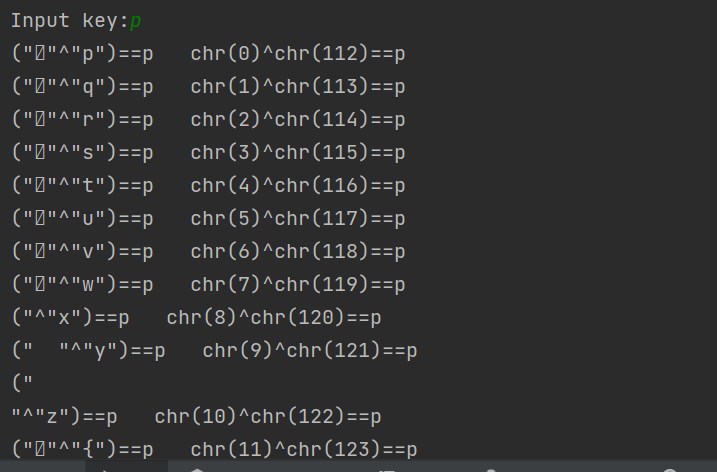 Input key:p
("▯"^"p")==p   chr(0)^chr(112)==p
("▯"^"q")==p   chr(1)^chr(113)==p
("▯"^"r")==p   chr(2)^chr(114)==p
("▯"^"s")==p   chr(3)^chr(115)==p
("▯"^"t")==p   chr(4)^chr(116)==p
("▯"^"u")==p   chr(5)^chr(117)==p
("▯"^"v")==p   chr(6)^chr(118)==p
("▯"^"w")==p   chr(7)^chr(119)==p
("^"x")==p   chr(8)^chr(120)==p
("  "^"y")==p   chr(9)^chr(121)==p
("
"^"z")==p   chr(10)^chr(122)==p
("▯"^"{")==p   chr(11)^chr(123)==p